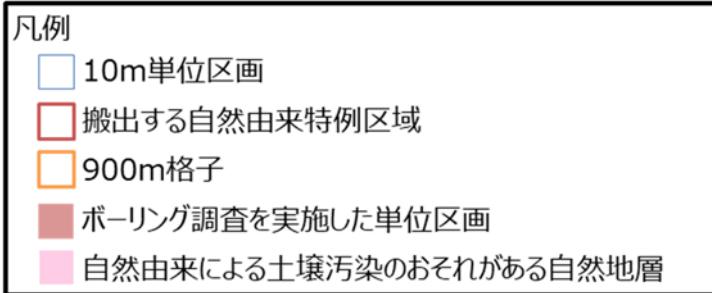 凡例
10m単位区画
搬出する自然由来特例区域
900m格子
ボーリング調査を実施した単位区画
自然由来による土壌汚染のおそれがある自然地層